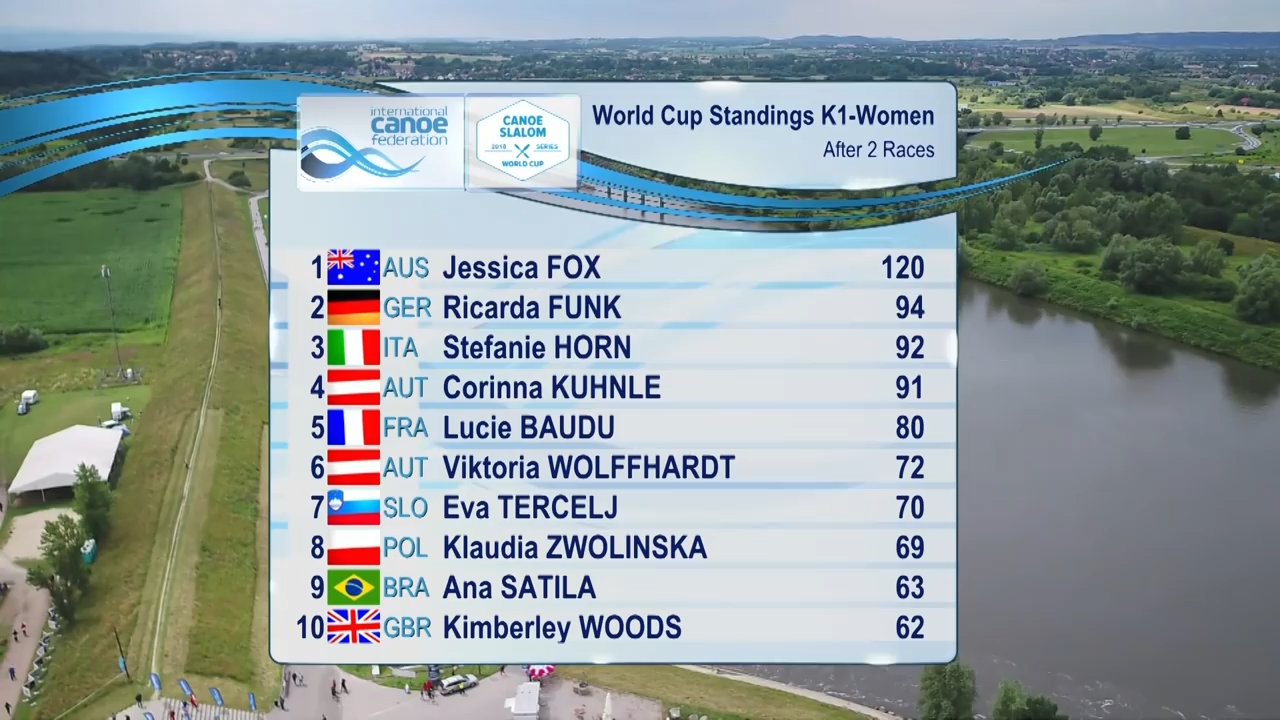 international
canoe
federation
CANOE
SLALOM
2018 SERIES
WORLD CUP
World Cup Standings K1-Women
After 2 Races
1 AUS Jessica FOX 120
2 GER Ricarda FUNK 94
3 ITA Stefanie HORN 92
4 AUT Corinna KUHNLE 91
5 FRA Lucie BAUDU 80
6 AUT Viktoria WOLFFHARDT 72
7 SLO Eva TERCELJ 70
8 POL Klaudia ZWOLINSKA 69
9 BRA Ana SATILA 63
10 GBR Kimberley WOODS 62